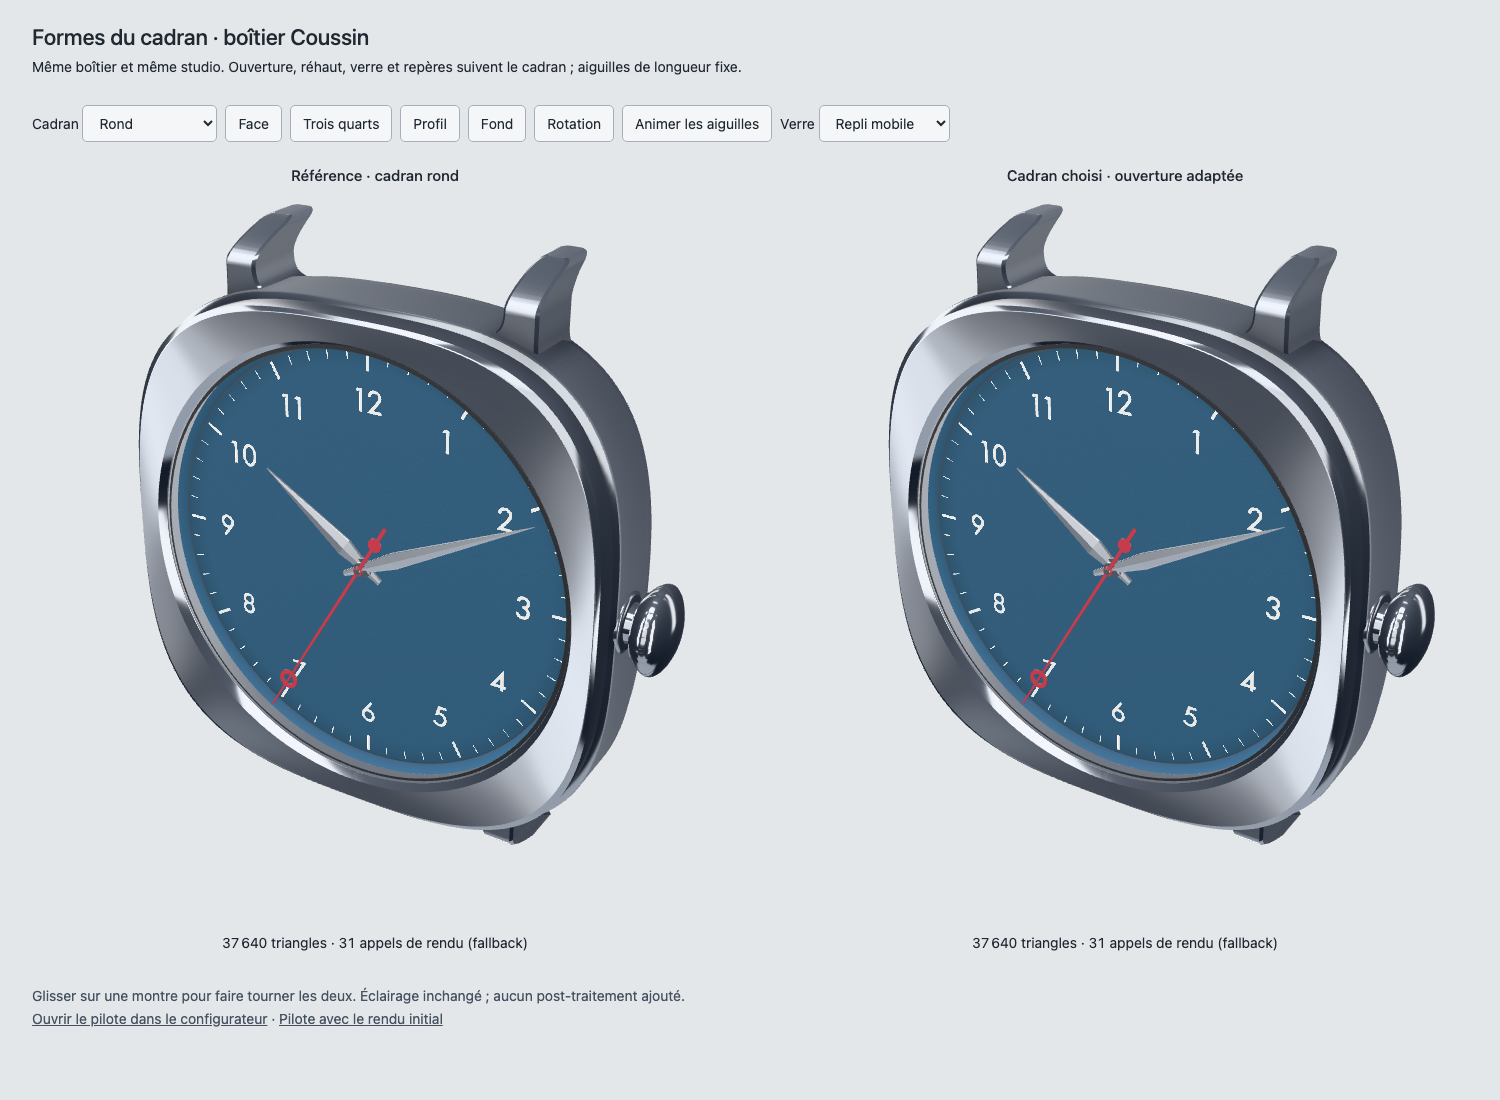 Formes du cadran · boîtier Coussin
Même boîtier et même studio. Ouverture, réhaut, verre et repères suivent le cadran ; aiguilles de longueur fixe.
Cadran Rond Face Trois quarts Profil Fond Rotation Animer les aiguilles Verre Repli mobile
Référence · cadran rond
12
1
2
3
4
5
6
7
8
9
10
11
37 640 triangles · 31 appels de rendu (fallback)
Cadran choisi · ouverture adaptée
12
1
2
3
4
5
6
7
8
9
10
11
37 640 triangles · 31 appels de rendu (fallback)
Glisser sur une montre pour faire tourner les deux. Éclairage inchangé ; aucun post-traitement ajouté.
Ouvrir le pilote dans le configurateur · Pilote avec le rendu initial